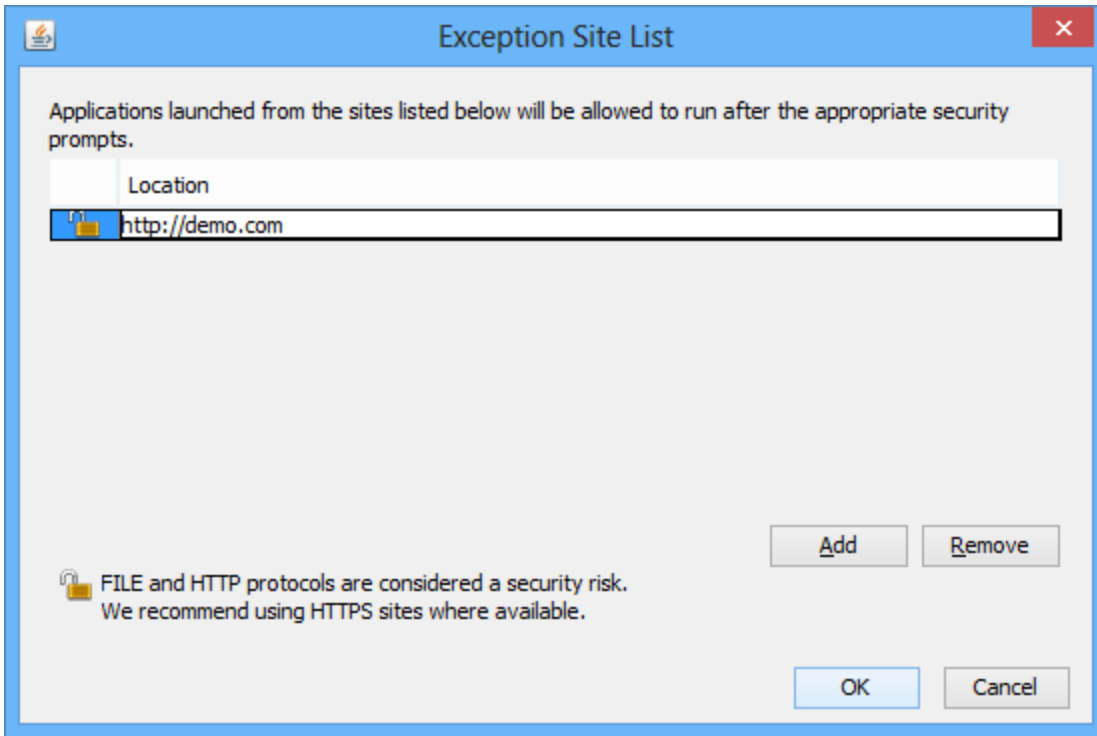 Exception Site List
Applications launched from the sites listed below will be allowed to run after the appropriate security
prompts.
Location
http://demo.com
Add
Remove
FILE and HTTP protocols are considered a security risk.
We recommend using HTTPS sites where available.
OK
Cancel